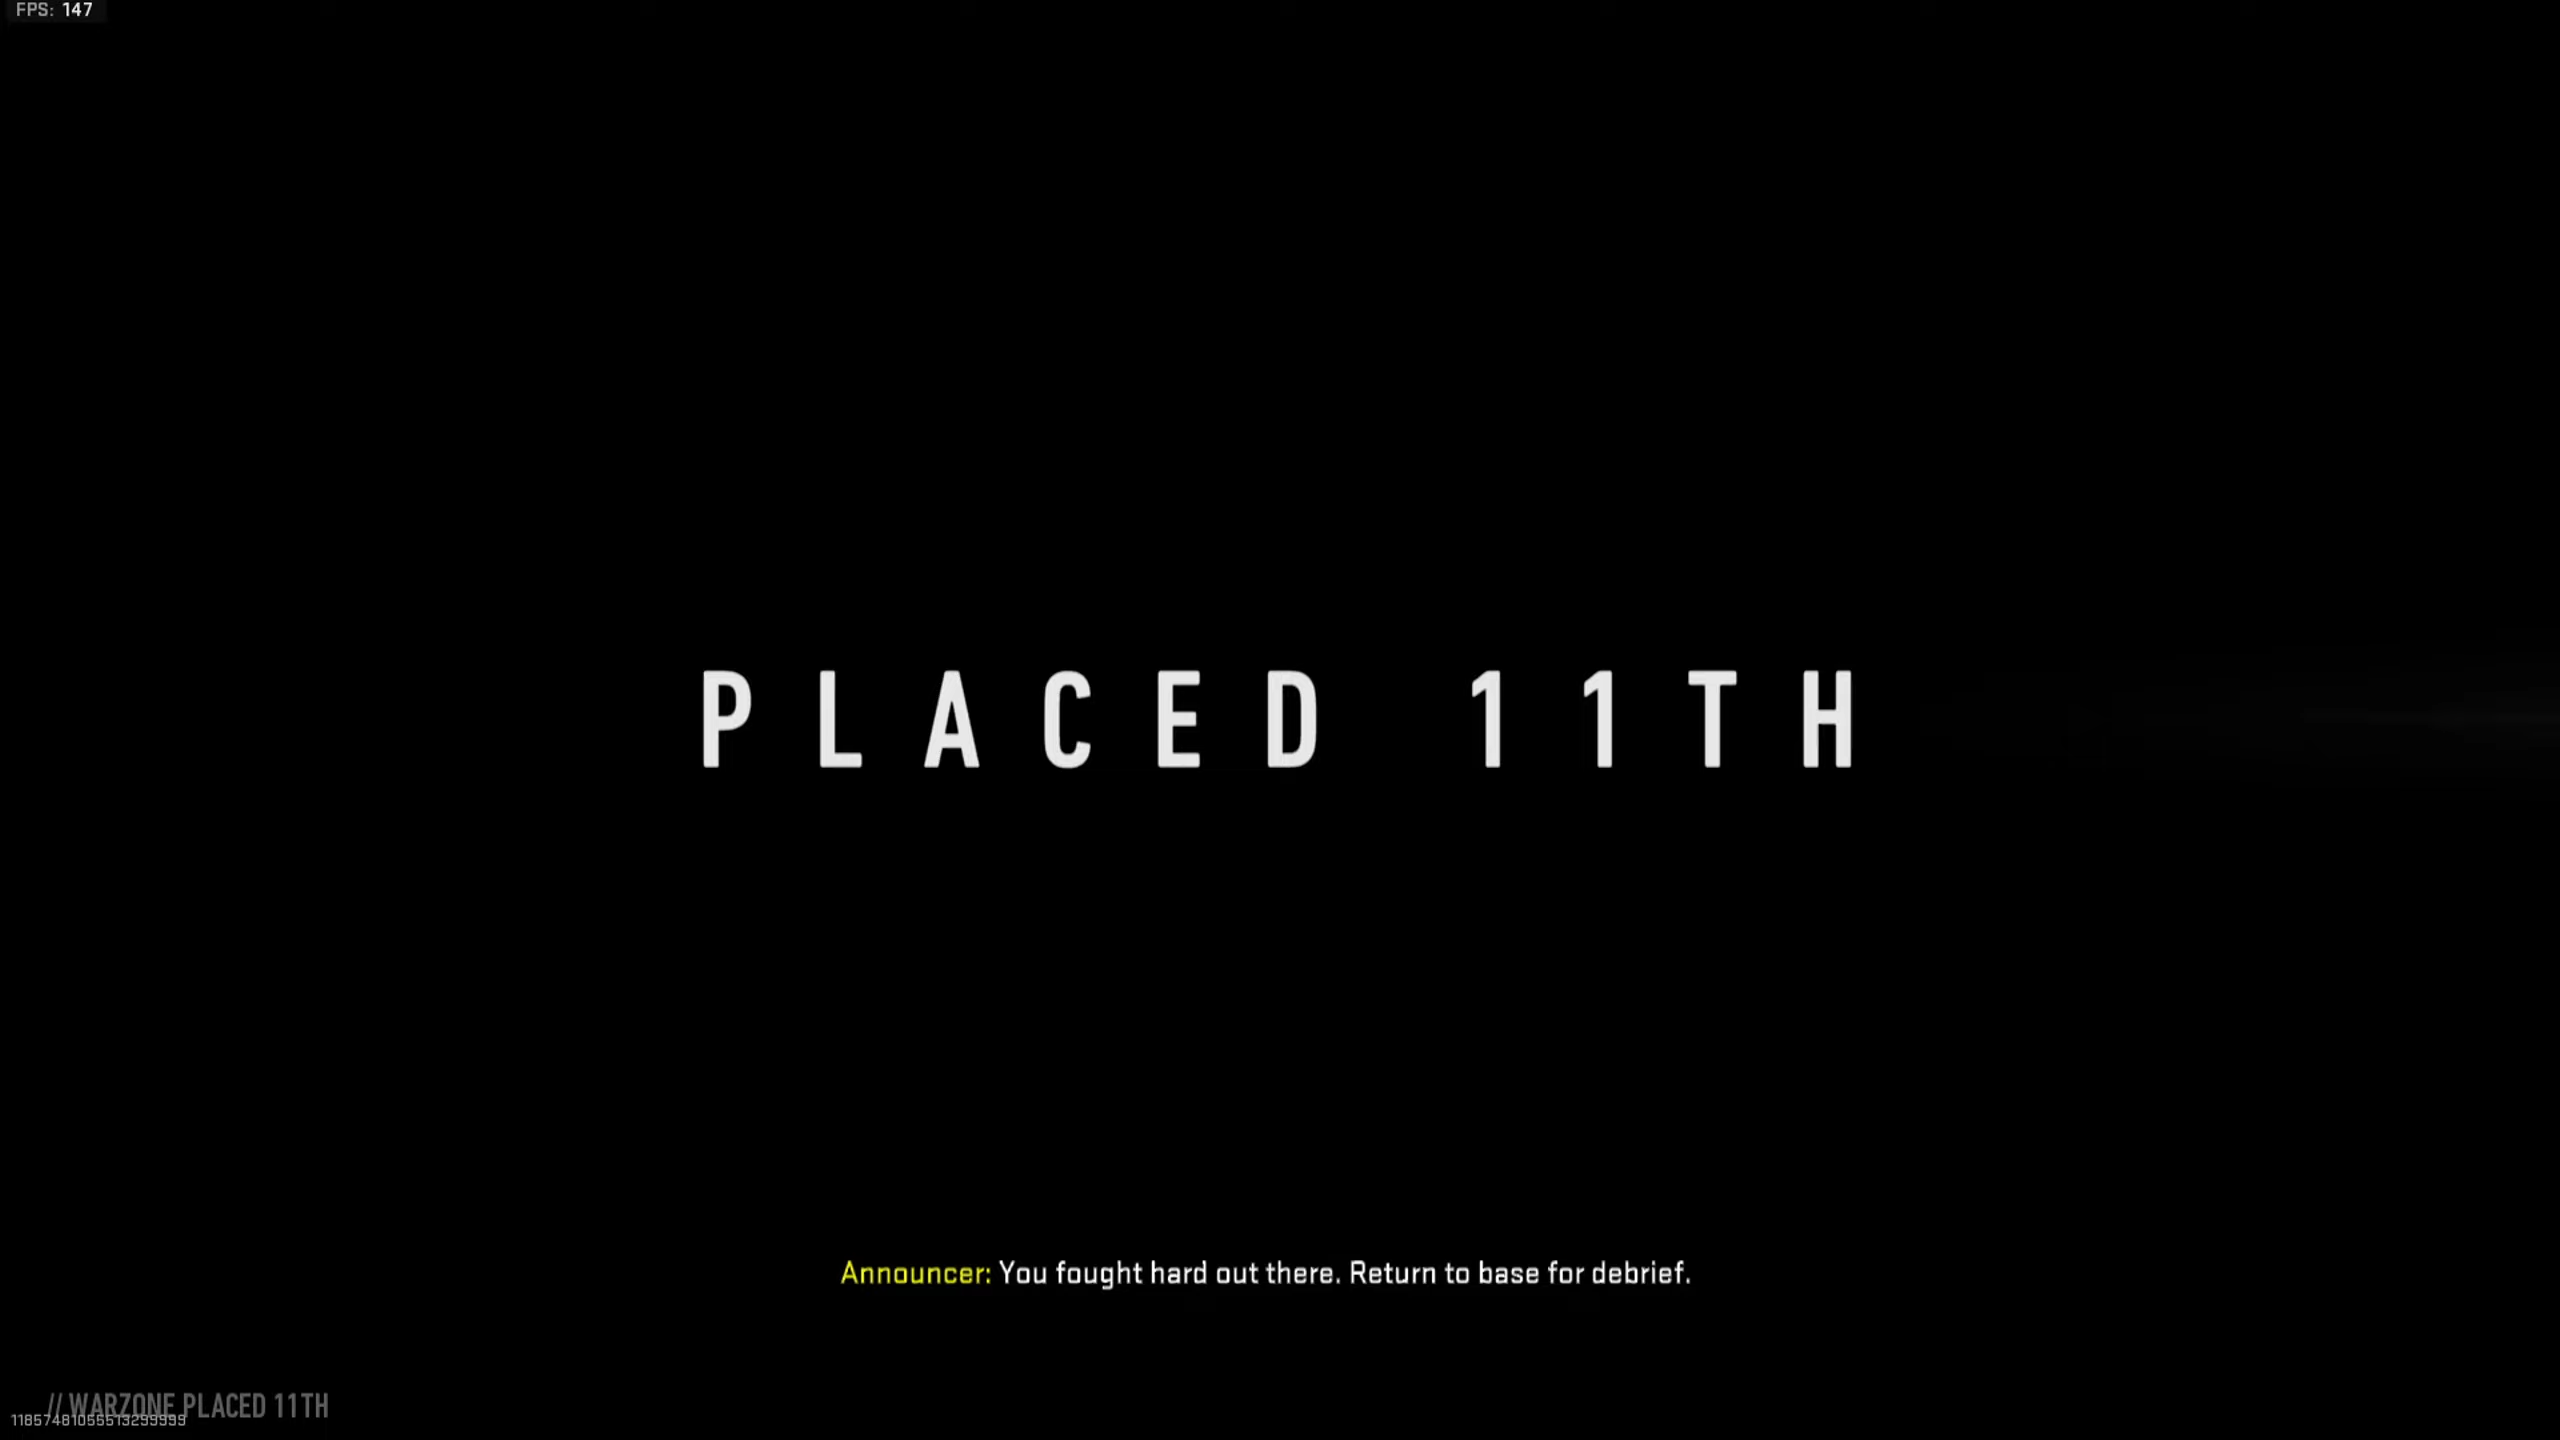 FPS: 147
PLACED 11TH
Announcer: You fought hard out there. Return to base for debrief.
// WARZONE PLACED 11TH